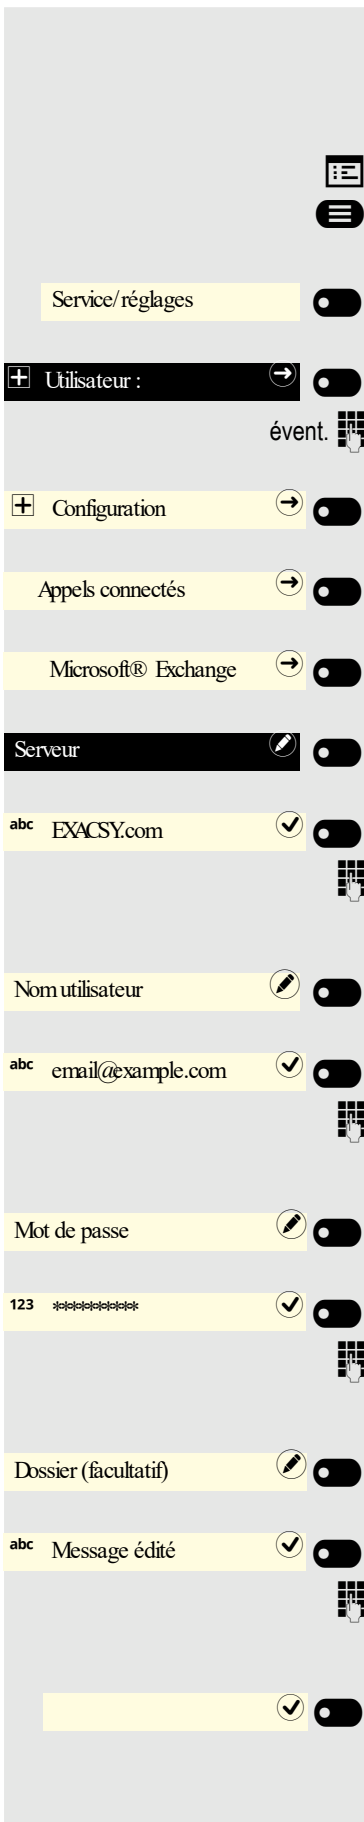 Service/réglages
Utilisateur :
évent.
Configuration
Appels connectés
Microsoft® Exchange
Serveur
abc EXACSY.com
Nom utilisateur
abc email@example.com
Mot de passe
123 **********
Dossier (facultatif)
abc Message édité